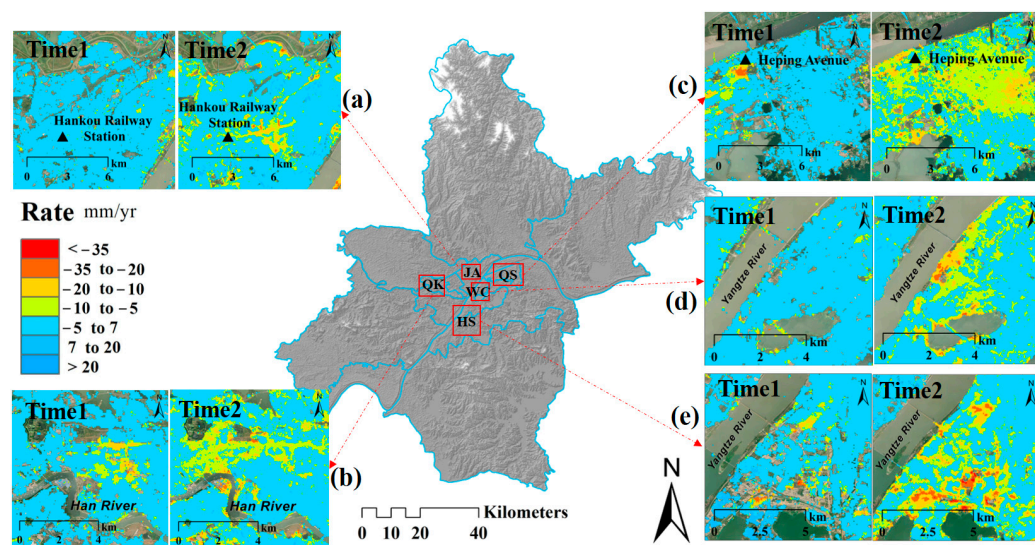 Time1
N
Hankou Railway
Station
0 3 6
km
Time2
N
Hankou Railway
Station
0 3 6
km
(a)
(c)
Time1
N
Heping Avenue
0 3 6
km
Time2
N
Heping Avenue
0 3 6
km
Rate mm/yr
< −35
−35 to −20
−20 to −10
−10 to −5
−5 to 7
7 to 20
> 20
JA
QS
QK
WC
HS
(d)
Time1
N
Yangtze River
0 2 4
km
Time2
N
Yangtze River
0 2 4
km
Time1
N
Han River
0 2 4
km
Time2
N
Han River
0 2 4
km
(b)
(e)
Time1
N
Yangtze River
0 2.5 5
km
Time2
N
Yangtze River
0 2.5 5
km
N
Kilometers
0 10 20 40